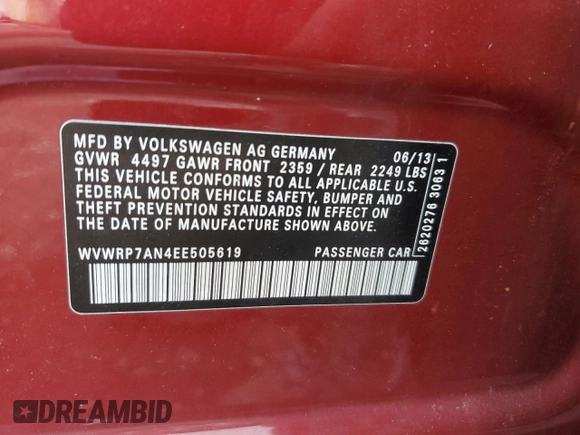 MFD BY VOLKSWAGEN AG GERMANY 06/13
GVWR 4497 GAWR FRONT 2359 / REAR 2249 LBS
THIS VEHICLE CONFORMS TO ALL APPLICABLE U.S.
FEDERAL MOTOR VEHICLE SAFETY, BUMPER AND
THEFT PREVENTION STANDARDS IN EFFECT ON
THE DATE OF MANUFACTURE SHOWN ABOVE.
WVWRP7AN4EE505619 PASSENGER CAR
2620276 3063 1
DREAMBID